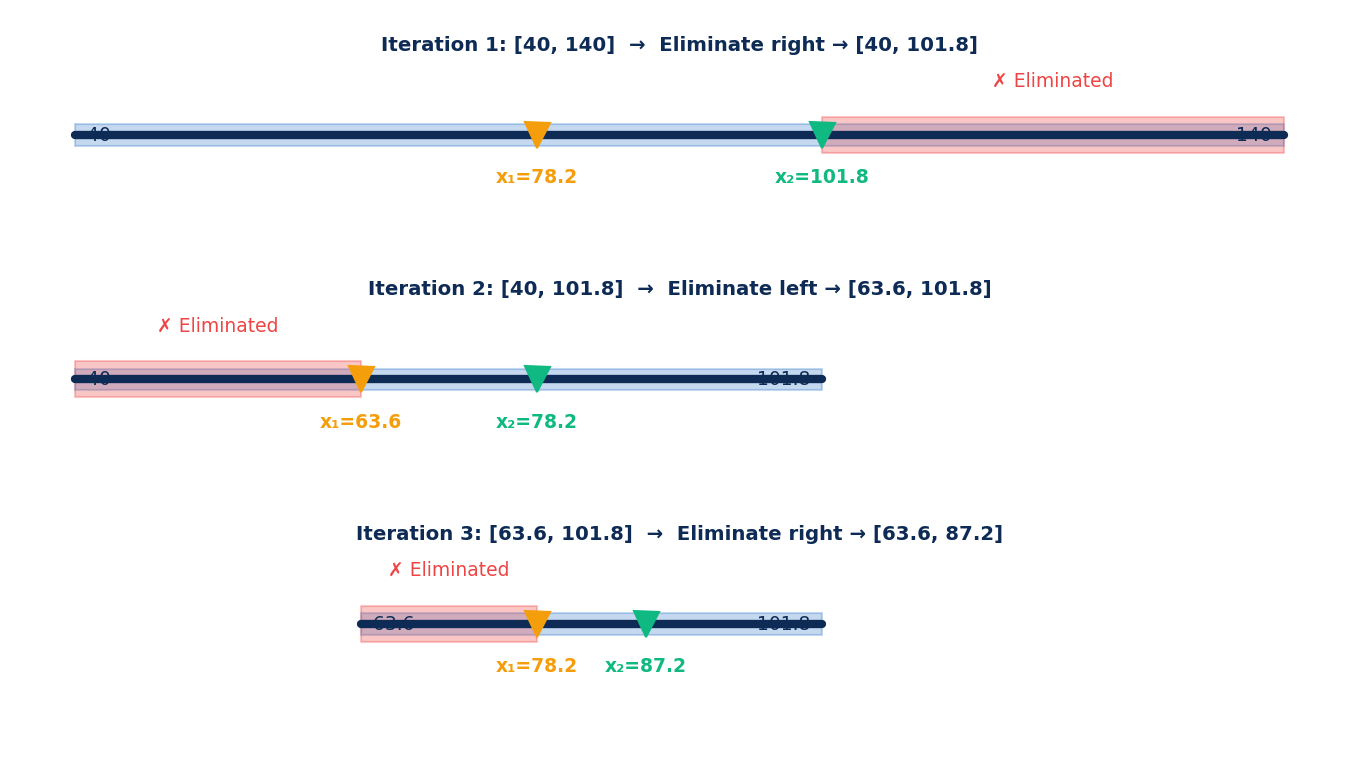 Iteration 1: [40, 140] → Eliminate right → [40, 101.8]
✗ Eliminated
40
140
x₁=78.2
x₂=101.8
Iteration 2: [40, 101.8] → Eliminate left → [63.6, 101.8]
✗ Eliminated
40
101.8
x₁=63.6
x₂=78.2
Iteration 3: [63.6, 101.8] → Eliminate right → [63.6, 87.2]
✗ Eliminated
63.6
101.8
x₁=78.2
x₂=87.2